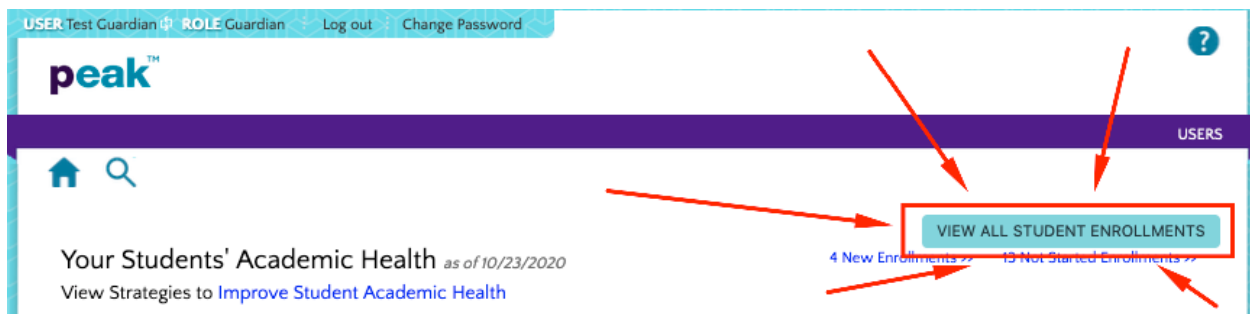 USER Test Guardian ROLE Guardian Log out Change Password
?
peak™
USERS
VIEW ALL STUDENT ENROLLMENTS
Your Students' Academic Health as of 10/23/2020
4 New Enrollments >> 13 Not Started Enrollments >>
View Strategies to Improve Student Academic Health